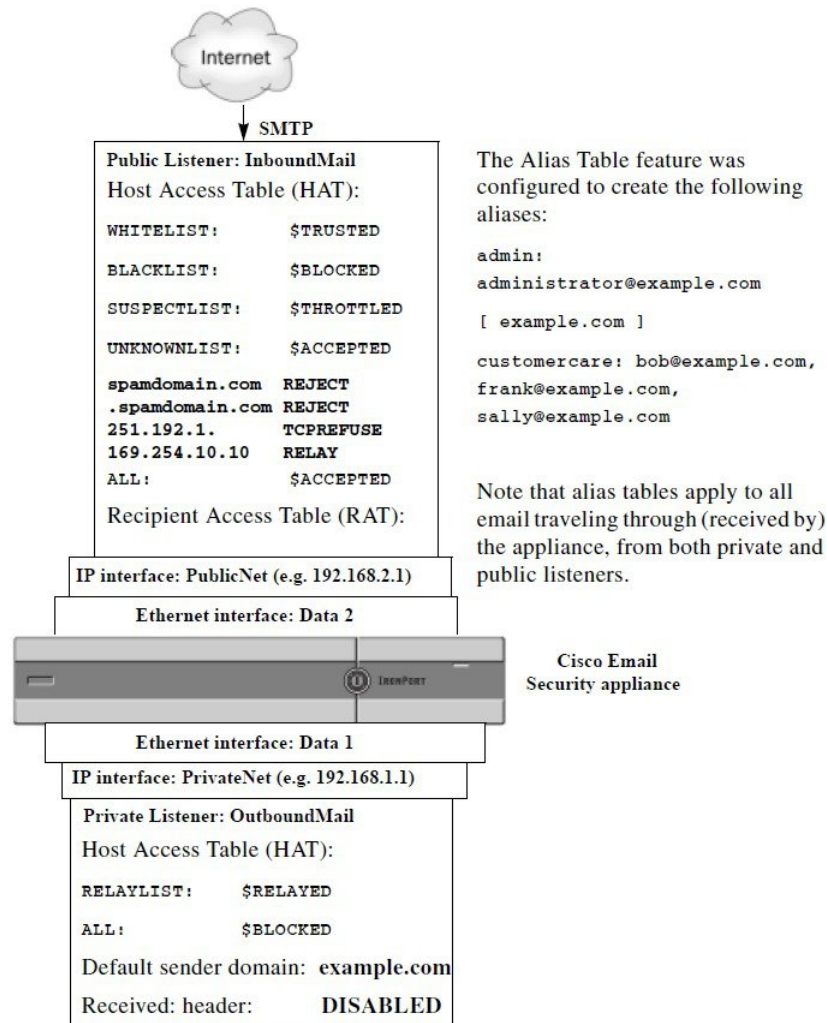 Internet
SMTP
Public Listener: InboundMail
Host Access Table (HAT):
WHITELIST: $TRUSTED
BLACKLIST: $BLOCKED
SUSPECTLIST: $THROTTLED
UNKNOWNLIST: $ACCEPTED
spamdomain.com REJECT
.spamdomain.com REJECT
251.192.1. TCPREFUSE
169.254.10.10 RELAY
ALL: $ACCEPTED
Recipient Access Table (RAT):
The Alias Table feature was
configured to create the following
aliases:
admin:
administrator@example.com
[ example.com ]
customercare: bob@example.com,
frank@example.com,
sally@example.com
Note that alias tables apply to all
email traveling through (received by)
the appliance, from both private and
public listeners.
IP interface: PublicNet (e.g. 192.168.2.1)
Ethernet interface: Data 2
IRONPORT
Cisco Email
Security appliance
Ethernet interface: Data 1
IP interface: PrivateNet (e.g. 192.168.1.1)
Private Listener: OutboundMail
Host Access Table (HAT):
RELAYLIST: $RELAYED
ALL: $BLOCKED
Default sender domain: example.com
Received: header: DISABLED